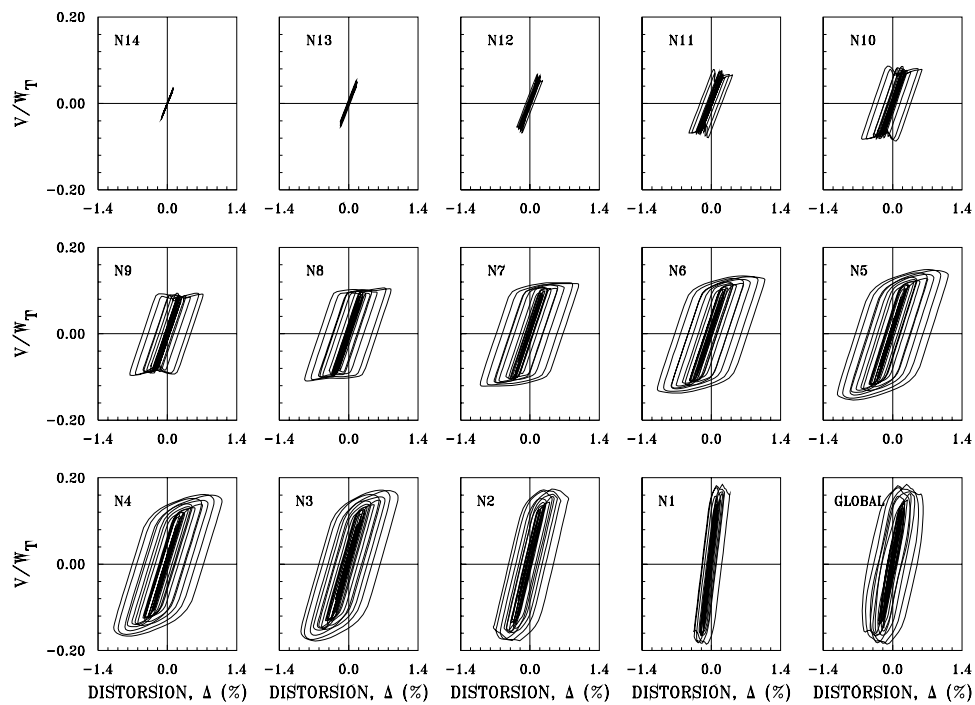 0.20
N14 N13 N12 N11 N10
V/W_T
0.00
-0.20
-1.4 0.0 1.4 -1.4 0.0 1.4 -1.4 0.0 1.4 -1.4 0.0 1.4 -1.4 0.0 1.4
0.20
N9 N8 N7 N6 N5
V/W_T
0.00
-0.20
-1.4 0.0 1.4 -1.4 0.0 1.4 -1.4 0.0 1.4 -1.4 0.0 1.4 -1.4 0.0 1.4
0.20
N4 N3 N2 N1 GLOBAL
V/W_T
0.00
-0.20
-1.4 0.0 1.4 -1.4 0.0 1.4 -1.4 0.0 1.4 -1.4 0.0 1.4 -1.4 0.0 1.4
DISTORSION, Δ (%) DISTORSION, Δ (%) DISTORSION, Δ (%) DISTORSION, Δ (%) DISTORSION, Δ (%)